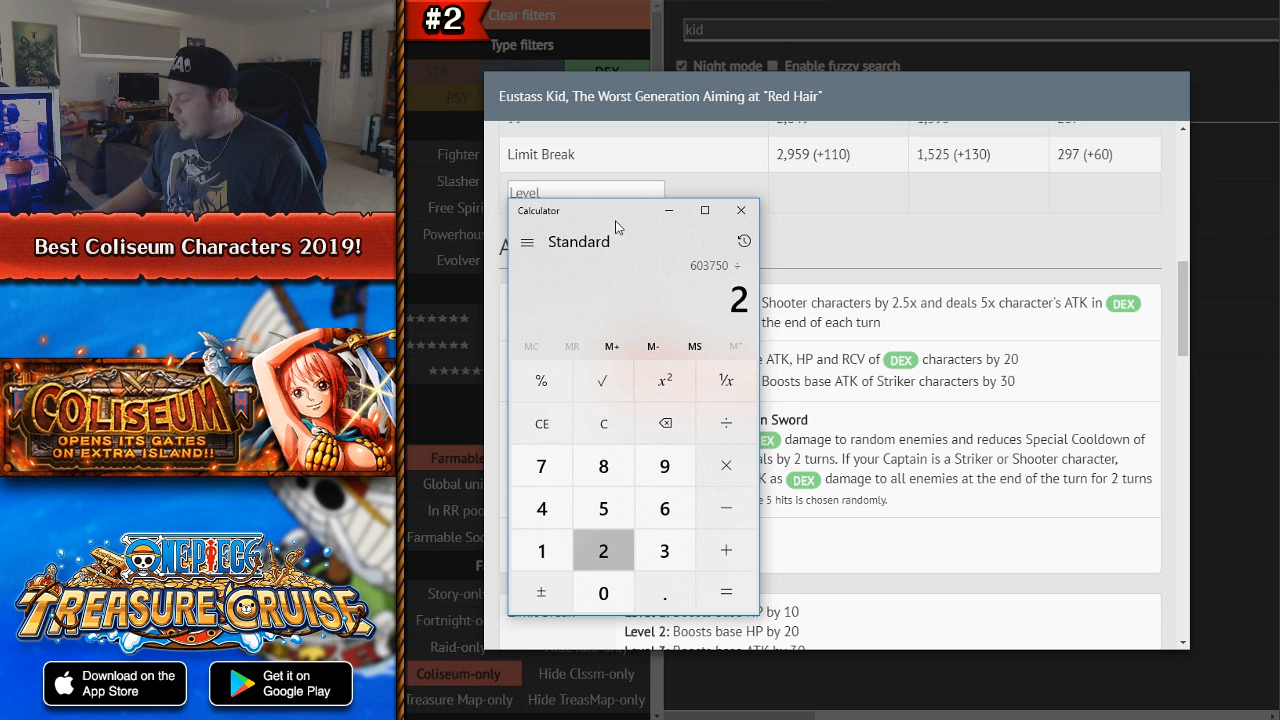 #2
Clear filters
Type filters
STR
DEX
PSY
kid
Night mode
Enable fuzzy search
Fighter
Slasher
Free Spiri
Powerhou
Evolver
Farmable
Global uni
In RR poo
Farmable Soc
F
Story-only
Fortnight-o
Raid-only
Coliseum-only
Hide Clssm-only
Treasure Map-only
Hide TreasMap-only
Eustass Kid, The Worst Generation Aiming at "Red Hair"
Limit Break
2,959 (+110)
1,525 (+130)
297 (+60)
Level
A
Calculator
Standard
603750 ÷
2
MC MR M+ M- MS M˅
% √ x² ¹/x
CE C ⌫ ÷
7 8 9 ×
4 5 6 −
1 2 3 +
± 0 . =
Shooter characters by 2.5x and deals 5x character's ATK in DEX
the end of each turn
e ATK, HP and RCV of DEX characters by 20
Boosts base ATK of Striker characters by 30
n Sword
EX damage to random enemies and reduces Special Cooldown of
als by 2 turns. If your Captain is a Striker or Shooter character,
K as DEX damage to all enemies at the end of the turn for 2 turns
e 5 hits is chosen randomly.
HP by 10
Level 2: Boosts base HP by 20
Best Coliseum Characters 2019!
COLISEUM
OPENS ITS GATES
ON EXTRA ISLAND!!
ONE PIECE
TREASURE CRUISE
Download on the
App Store
Get it on
Google Play